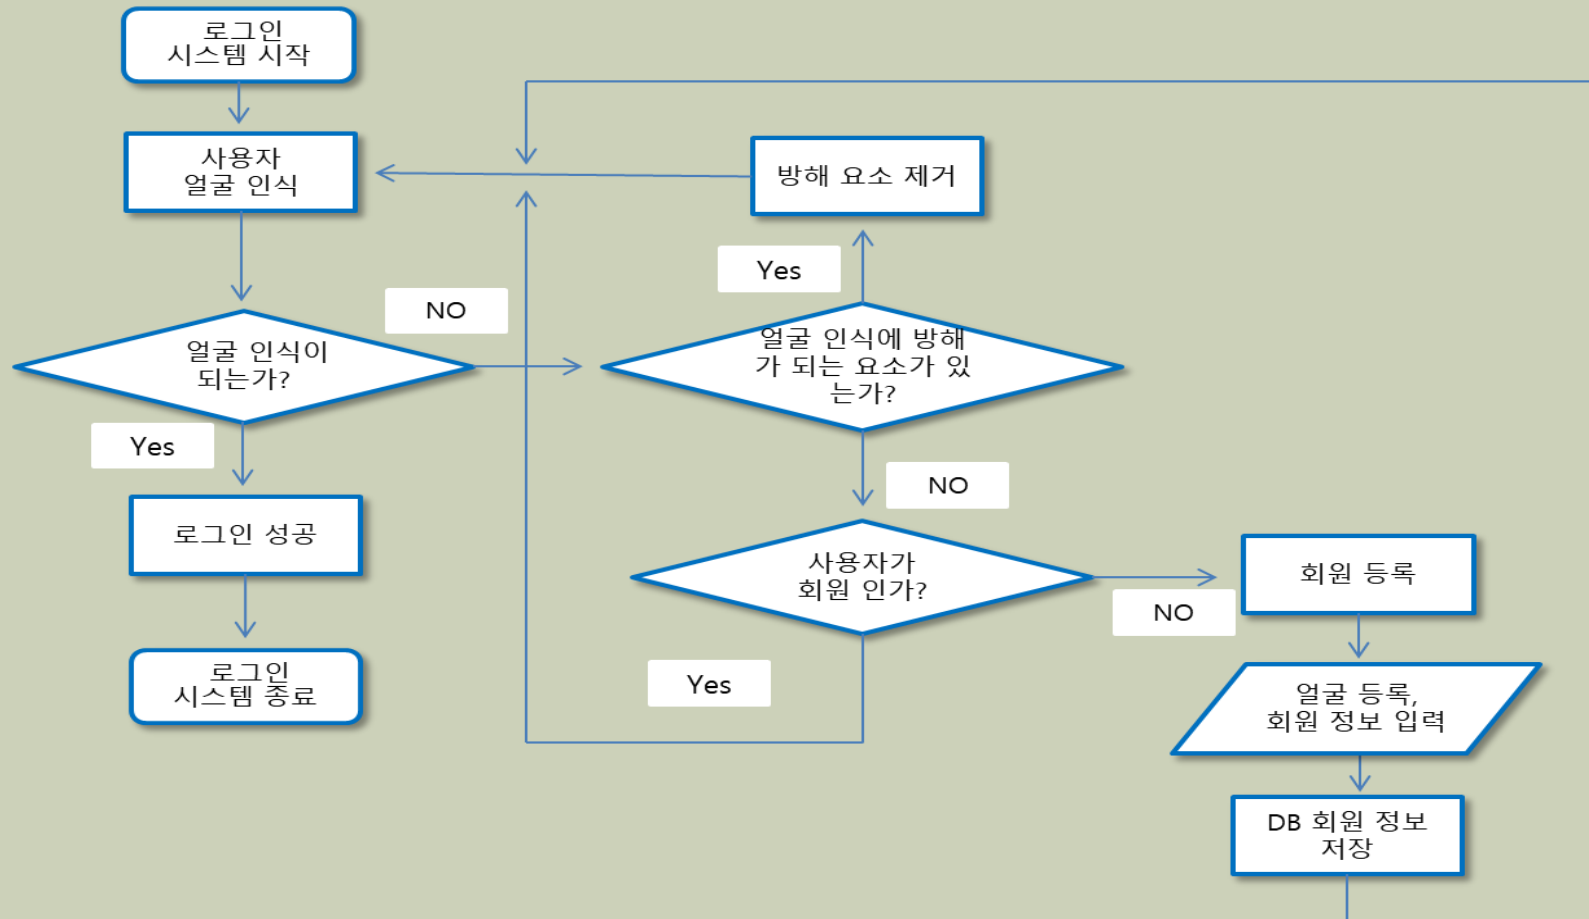 로그인
시스템 시작
사용자
얼굴 인식
방해 요소 제거
Yes
NO
얼굴 인식이
되는가?
얼굴 인식에 방해
가 되는 요소가 있
는가?
Yes
NO
로그인 성공
사용자가
회원 인가?
회원 등록
NO
로그인
시스템 종료
Yes
얼굴 등록,
회원 정보 입력
DB 회원 정보
저장